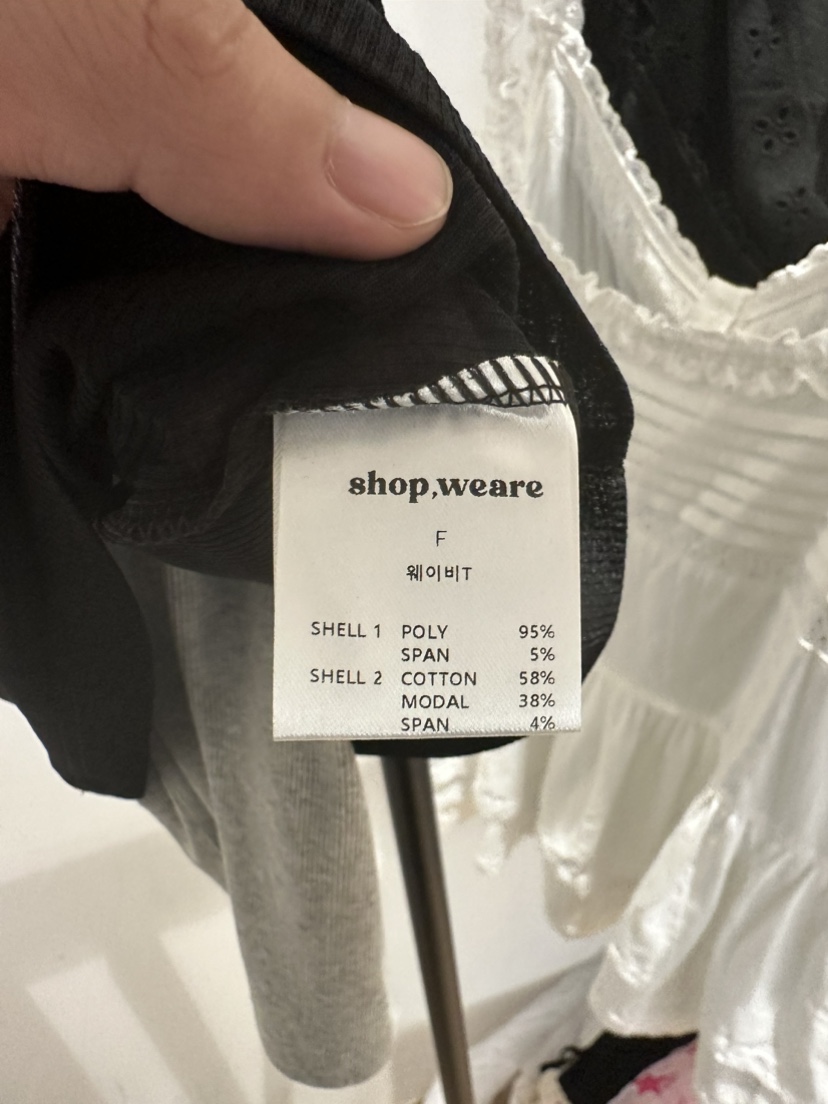 shop,weare
F
웨이비T
SHELL 1 POLY 95%
SPAN 5%
SHELL 2 COTTON 58%
MODAL 38%
SPAN 4%